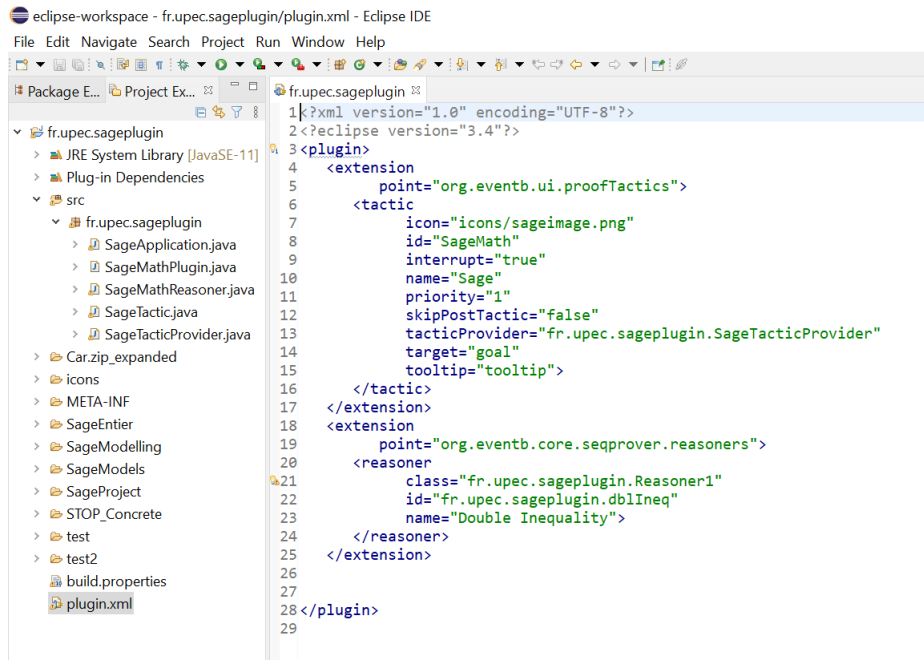 eclipse-workspace - fr.upec.sageplugin/plugin.xml - Eclipse IDE
File Edit Navigate Search Project Run Window Help
Package E... Project Ex...
fr.upec.sageplugin
JRE System Library [JavaSE-11]
Plug-in Dependencies
src
fr.upec.sageplugin
SageApplication.java
SageMathPlugin.java
SageMathReasoner.java
SageTactic.java
SageTacticProvider.java
Car.zip_expanded
icons
META-INF
SageEntier
SageModelling
SageModels
SageProject
STOP_Concrete
test
test2
build.properties
plugin.xml
fr.upec.sageplugin
1 <?xml version="1.0" encoding="UTF-8"?>
2 <?eclipse version="3.4"?>
3 <plugin>
4    <extension
5          point="org.eventb.ui.proofTactics">
6       <tactic
7             icon="icons/sageimage.png"
8             id="SageMath"
9             interrupt="true"
10             name="Sage"
11             priority="1"
12             skipPostTactic="false"
13             tacticProvider="fr.upec.sageplugin.SageTacticProvider"
14             target="goal"
15             tooltip="tooltip">
16       </tactic>
17    </extension>
18    <extension
19          point="org.eventb.core.seqprover.reasoners">
20       <reasoner
21             class="fr.upec.sageplugin.Reasoner1"
22             id="fr.upec.sageplugin.dblIneq"
23             name="Double Inequality">
24       </reasoner>
25    </extension>
26
27
28 </plugin>
29